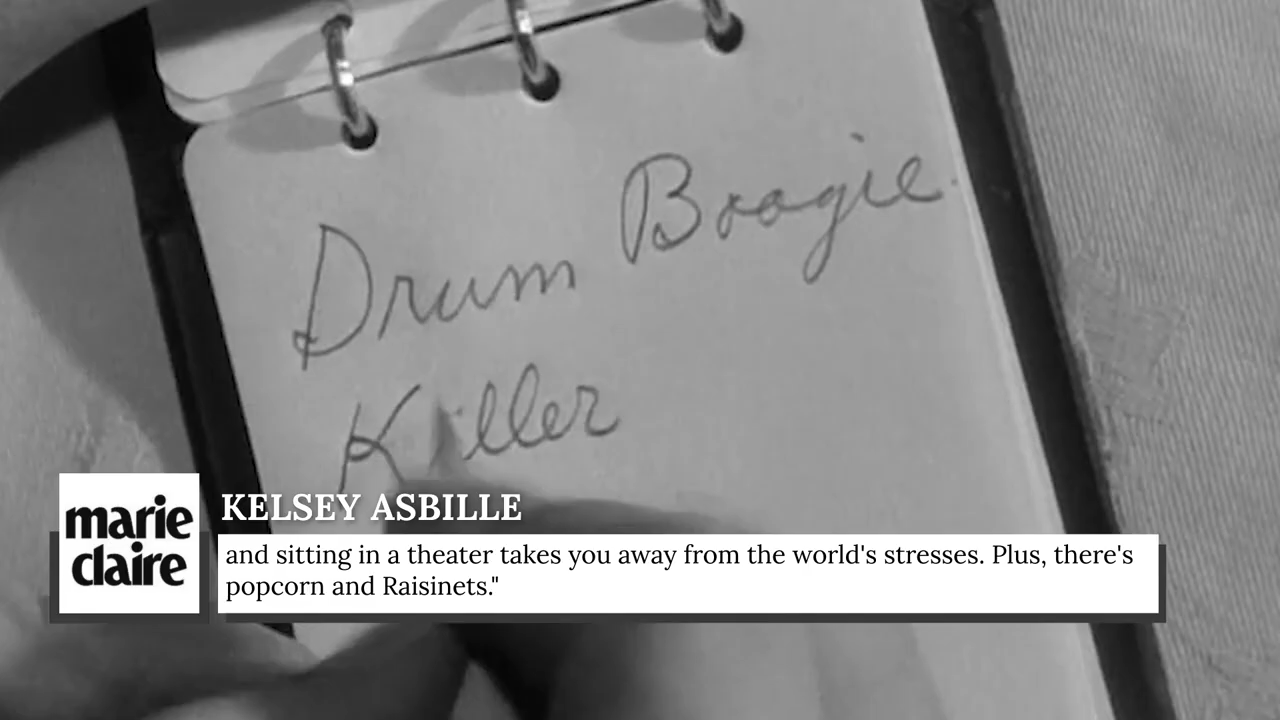 Drum Boogie
Killer
marie
claire
KELSEY ASBILLE
and sitting in a theater takes you away from the world's stresses. Plus, there's
popcorn and Raisinets."